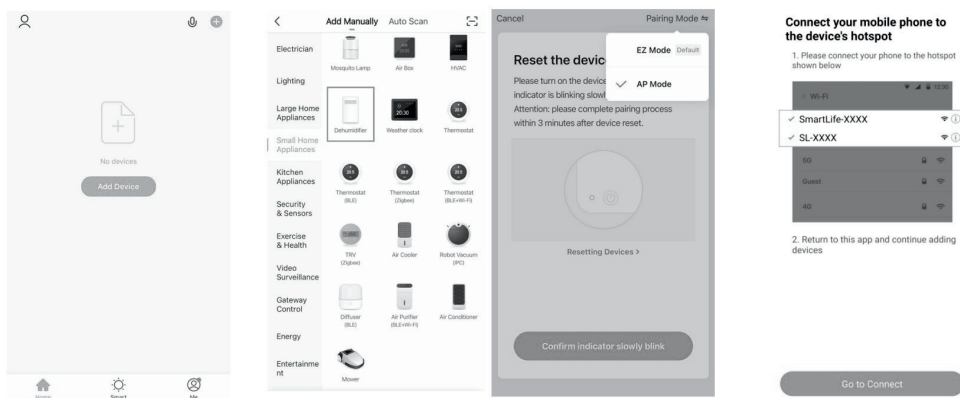 No devices
Add Device
Home
Smart
Me
Add Manually
Auto Scan
Electrician
Lighting
Large Home
Appliances
Small Home
Appliances
Kitchen
Appliances
Security
& Sensors
Exercise
& Health
Video
Surveillance
Gateway
Control
Energy
Entertainme
nt
Mosquito Lamp
Air Box
HVAC
20:30
Dehumidifier
Weather clock
Thermostat
Thermostat
(BLE)
Thermostat
(Zigbee)
Thermostat
(BLE+Wi-Fi)
TRV
(Zigbee)
Air Cooler
Robot Vacuum
(IPC)
Diffuser
(BLE)
Air Purifier
(BLE+Wi-Fi)
Air Conditioner
Mower
Cancel
Pairing Mode
EZ Mode Default
AP Mode
Reset the devic
Please turn on the device
indicator is blinking slowl
Attention: please complete pairing process
within 3 minutes after device reset.
Resetting Devices >
Confirm indicator slowly blink
Connect your mobile phone to
the device's hotspot
1. Please connect your phone to the hotspot
shown below
12:30
Wi-Fi
SmartLife-XXXX
SL-XXXX
5G
Guest
4G
2. Return to this app and continue adding
devices
Go to Connect